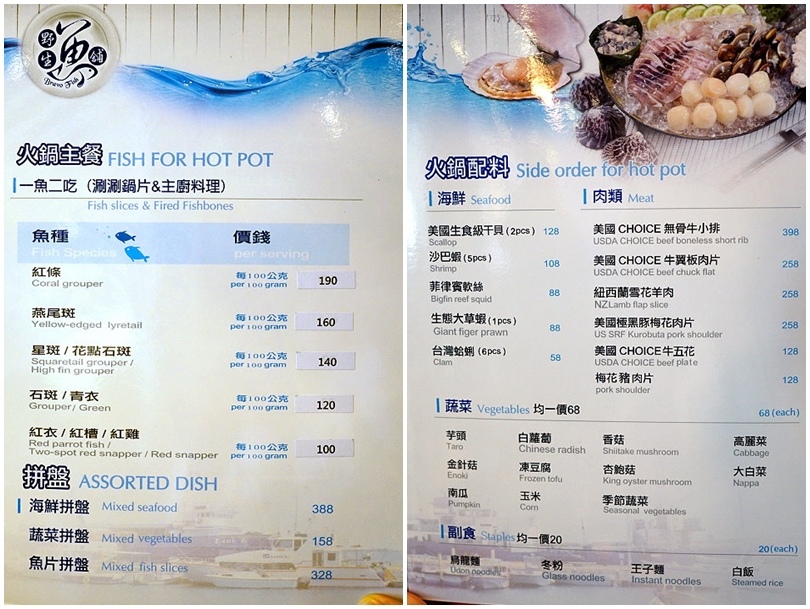 野生
漁
舖
Bravo Fish
火鍋主餐 FISH FOR HOT POT
一魚二吃（涮涮鍋片&主廚料理）
Fish slices & Fired Fishbones
魚種 價錢
Fish Species per serving
紅條 每100公克 190
Coral grouper per 100 gram
燕尾斑 每100公克 160
Yellow-edged lyretail per 100 gram
星斑 / 花點石斑 每100公克 140
Squaretail grouper / per 100 gram
High fin grouper
石斑 / 青衣 每100公克 120
Grouper / Green per 100 gram
紅衣 / 紅槽 / 紅雞 每100公克 100
Red parrot fish / per 100 gram
Two-spot red snapper / Red snapper
拼盤 ASSORTED DISH
海鮮拼盤 Mixed seafood 388
蔬菜拼盤 Mixed vegetables 158
魚片拼盤 Mixed fish slices 328
火鍋配料 Side order for hot pot
海鮮 Seafood
美國生食級干貝 (2pcs) 128
Scallop
沙巴蝦 (5pcs) 108
Shrimp
菲律賓軟絲 88
Bigfin reef squid
生態大草蝦 (1pcs) 88
Giant figer prawn
台灣蛤蜊 (6pcs) 58
Clam
肉類 Meat
美國 CHOICE 無骨牛小排 398
USDA CHOICE beef boneless short rib
美國 CHOICE 牛翼板肉片 258
USDA CHOICE beef chuck flat
紐西蘭雪花羊肉 258
NZ Lamb flap slice
美國極黑豚梅花肉片 258
US SRF Kurobuta pork shoulder
美國 CHOICE 牛五花 128
USDA CHOICE beef plate
梅花豬肉片 128
pork shoulder
蔬菜 Vegetables 均一價68 68 (each)
芋頭 白蘿蔔 香菇 高麗菜
Taro Chinese radish Shiitake mushroom Cabbage
金針菇 凍豆腐 杏鮑菇 大白菜
Enoki Frozen tofu King oyster mushroom Nappa
南瓜 玉米 季節蔬菜
Pumpkin Corn Seasonal vegetables
副食 Staples 均一價20 20 (each)
烏龍麵 冬粉 王子麵 白飯
Udon noodles Glass noodles Instant noodles Steamed rice